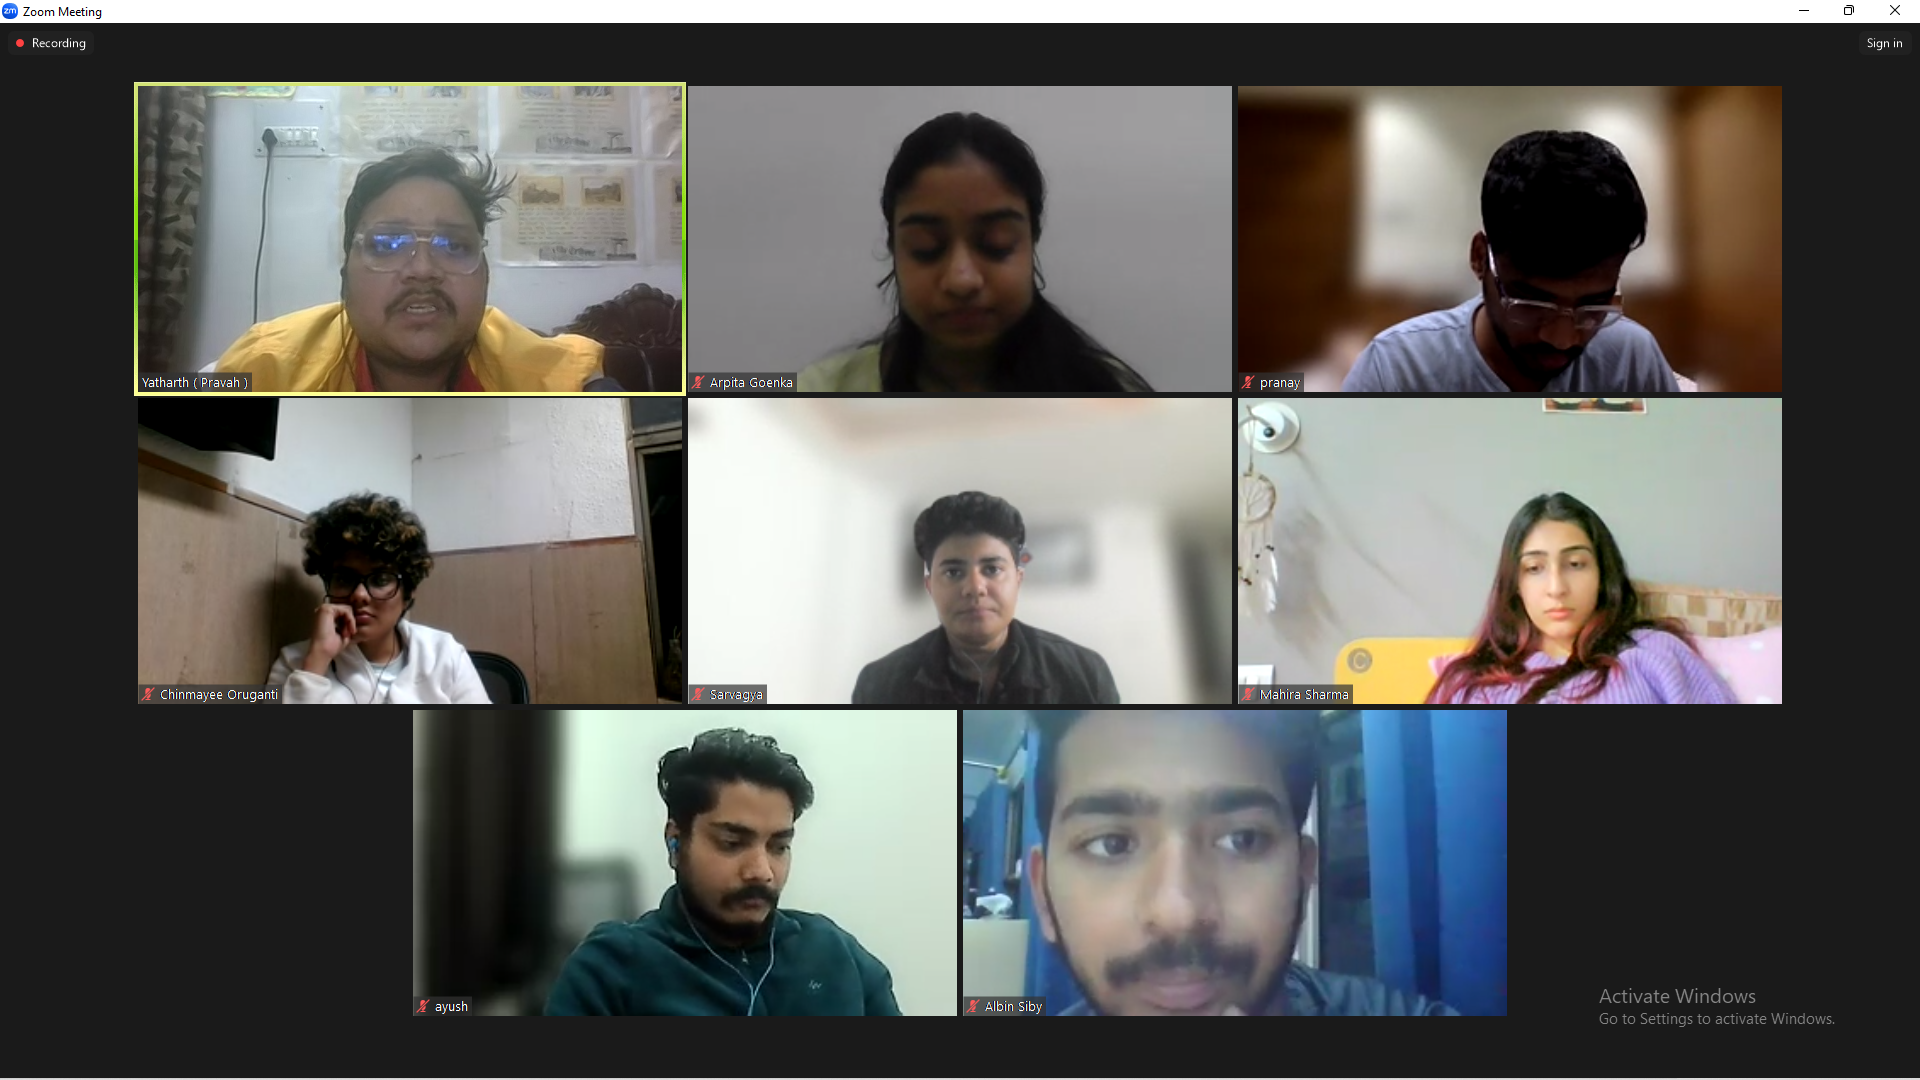 zm Zoom Meeting
Recording
Sign in
Yatharth ( Pravah )
Arpita Goenka
pranay
Chinmayee Oruganti
Sarvagya
Mahira Sharma
C
ayush
Albin Siby
Activate Windows
Go to Settings to activate Windows.